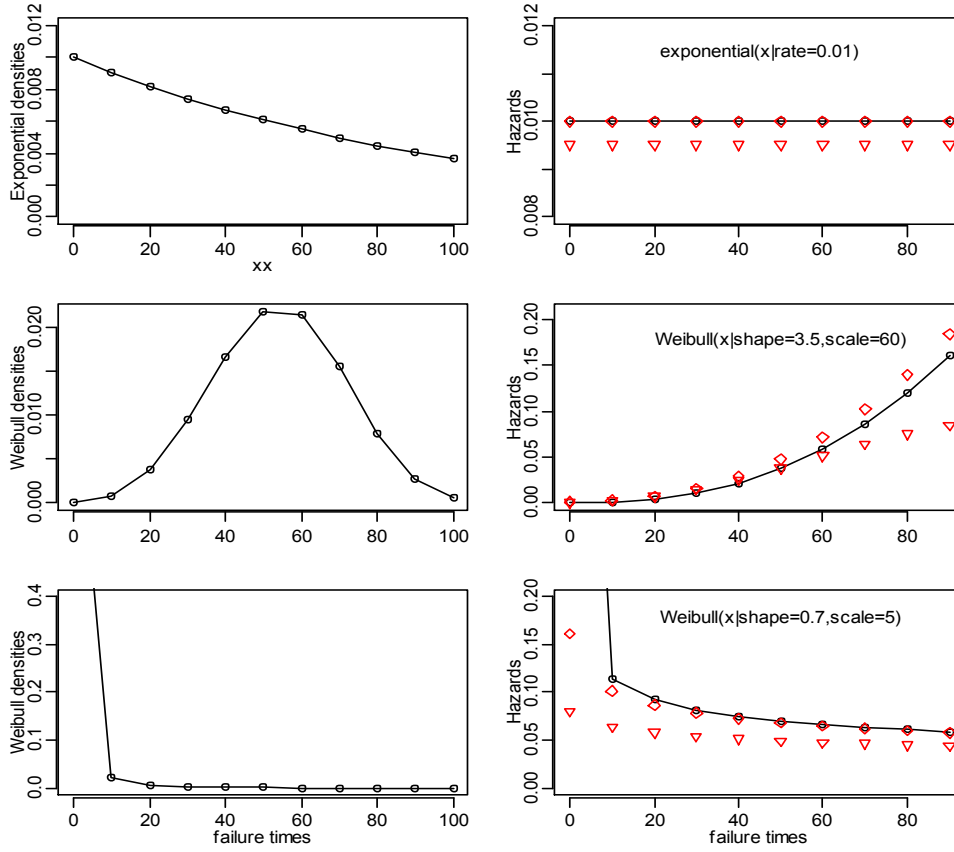 Exponential densities
0.000 0.004 0.008 0.012
0 20 40 60 80 100
xx
Hazards
0.008 0.010 0.012
exponential(x|rate=0.01)
0 20 40 60 80
Weibull densities
0.000 0.010 0.020
0 20 40 60 80 100
Hazards
0.00 0.05 0.10 0.15 0.20
Weibull(x|shape=3.5,scale=60)
0 20 40 60 80
Weibull densities
0.0 0.1 0.2 0.3 0.4
0 20 40 60 80 100
failure times
Hazards
0.00 0.05 0.10 0.15 0.20
Weibull(x|shape=0.7,scale=5)
0 20 40 60 80
failure times